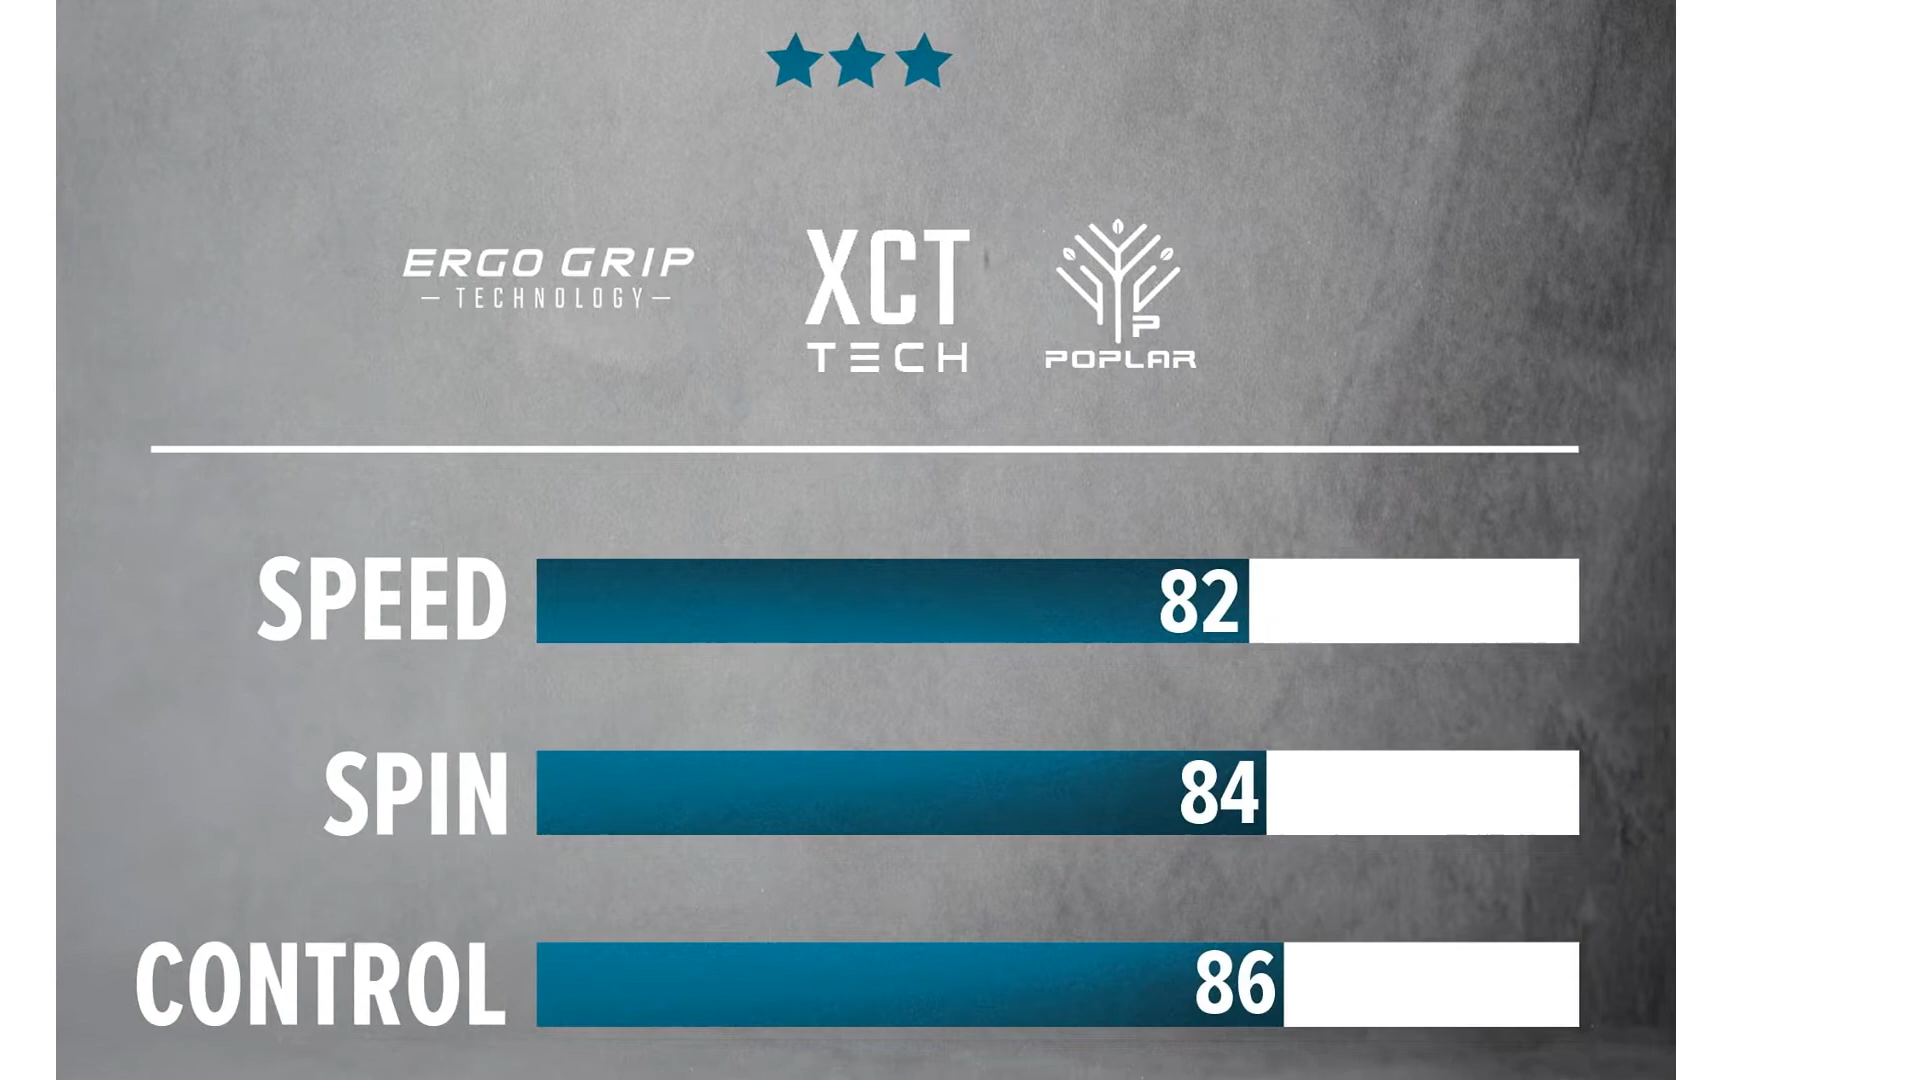 ERGO GRIP
TECHNOLOGY
XCT
TECH
P
POPLAR
SPEED 82
SPIN 84
CONTROL 86